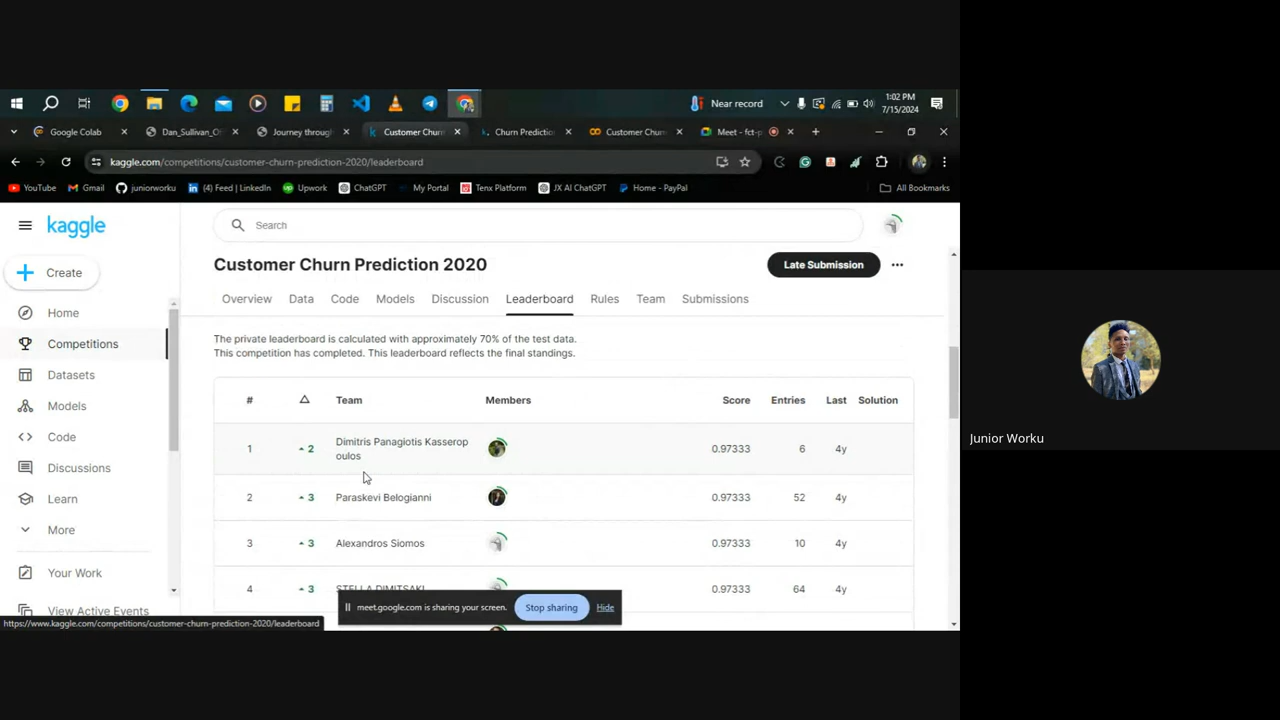 Near record
1:02 PM
7/15/2024
Google Colab
Dan_Sullivan_O
Journey through
Customer Churn
Churn Predictio
Customer Churn
Meet - fct-p
kaggle.com/competitions/customer-churn-prediction-2020/leaderboard
YouTube
Gmail
juniorworku
(4) Feed | LinkedIn
Upwork
ChatGPT
My Portal
Tenx Platform
JX AI ChatGPT
Home - PayPal
All Bookmarks
kaggle
Search
Create
Customer Churn Prediction 2020
Late Submission
Overview Data Code Models Discussion Leaderboard Rules Team Submissions
Home
Competitions
Datasets
Models
Code
Discussions
Learn
More
Your Work
View Active Events
The private leaderboard is calculated with approximately 70% of the test data.
This competition has completed. This leaderboard reflects the final standings.
# △ Team Members Score Entries Last Solution
1 2 Dimitris Panagiotis Kasserop
oulos 0.97333 6 4y
2 3 Paraskevi Belogianni 0.97333 52 4y
3 3 Alexandros Siomos 0.97333 10 4y
4 3 STELLA DIMITSAKI 0.97333 64 4y
meet.google.com is sharing your screen.
Stop sharing
Hide
https://www.kaggle.com/competitions/customer-churn-prediction-2020/leaderboard
Junior Worku